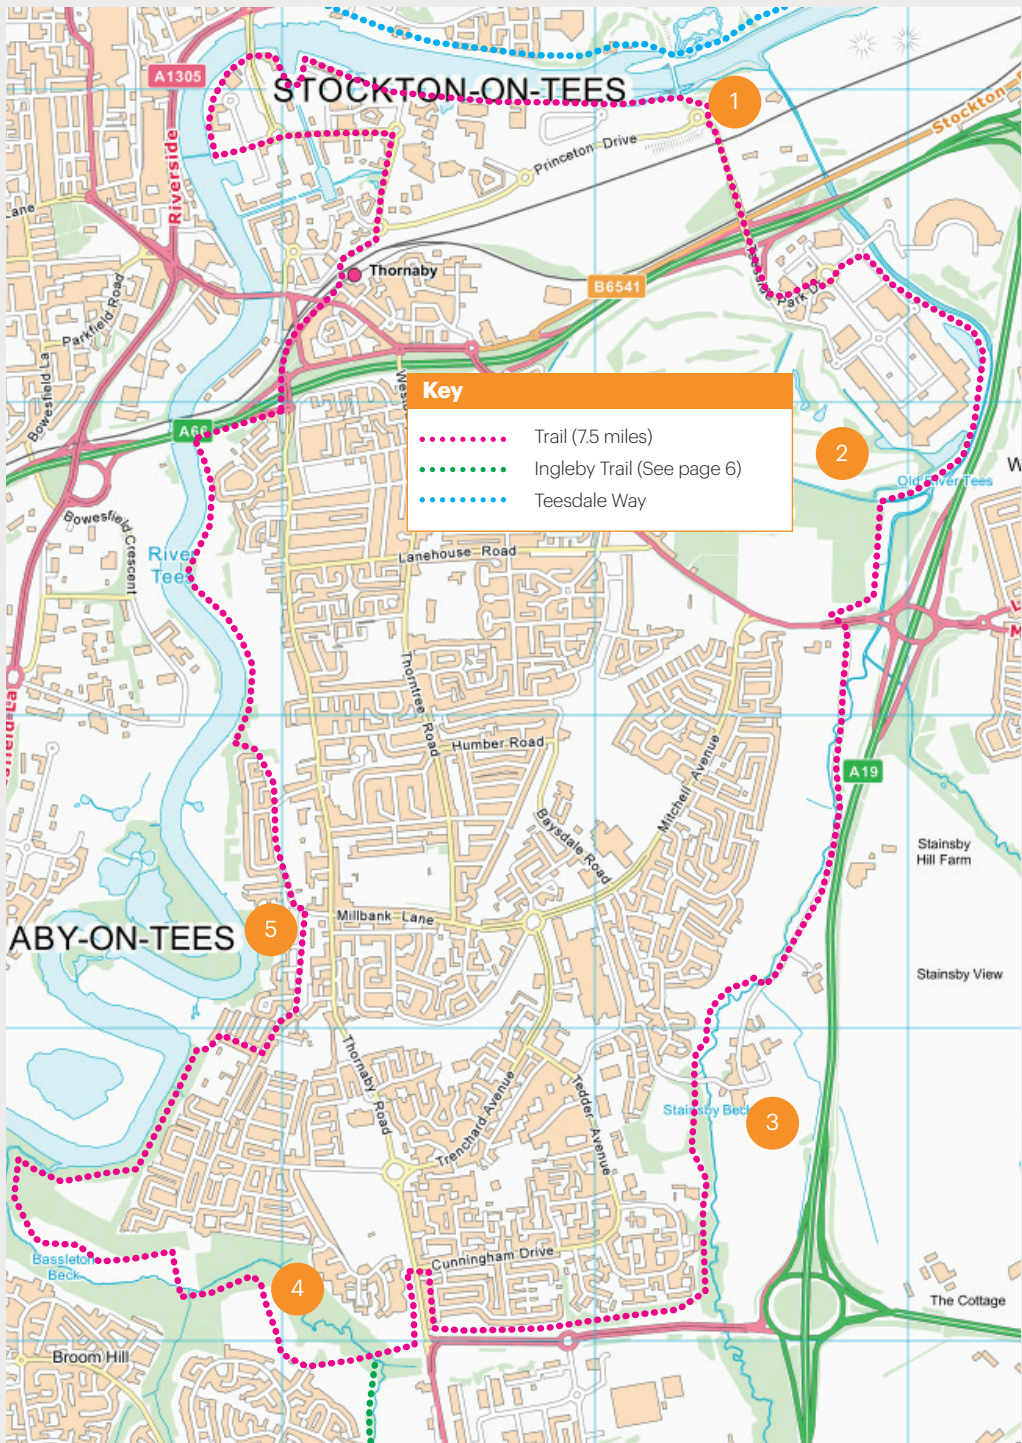 A1305
STOCKTON-ON-TEES
1
Riverside
Princeton Drive
Stockton
Lane
Thornaby
B6541
Parkfield Road
Bowesfield La
A66
Key
Trail (7.5 miles)
Ingleby Trail (See page 6)
Teesdale Way
2
Old River Tees
W
Bowesfield Crescent
River
Tees
Lanehouse Road
Thorntree Road
Humber Road
Mitchell Avenue
A19
Baysdale Road
Stainsby
Hill Farm
Millbank Lane
5
ABY-ON-TEES
Stainsby View
Thornaby Road
Trenchard Avenue
Tedder Avenue
Stainsby Beck
3
Cunningham Drive
Bassleton
Beck
4
The Cottage
Broom Hill